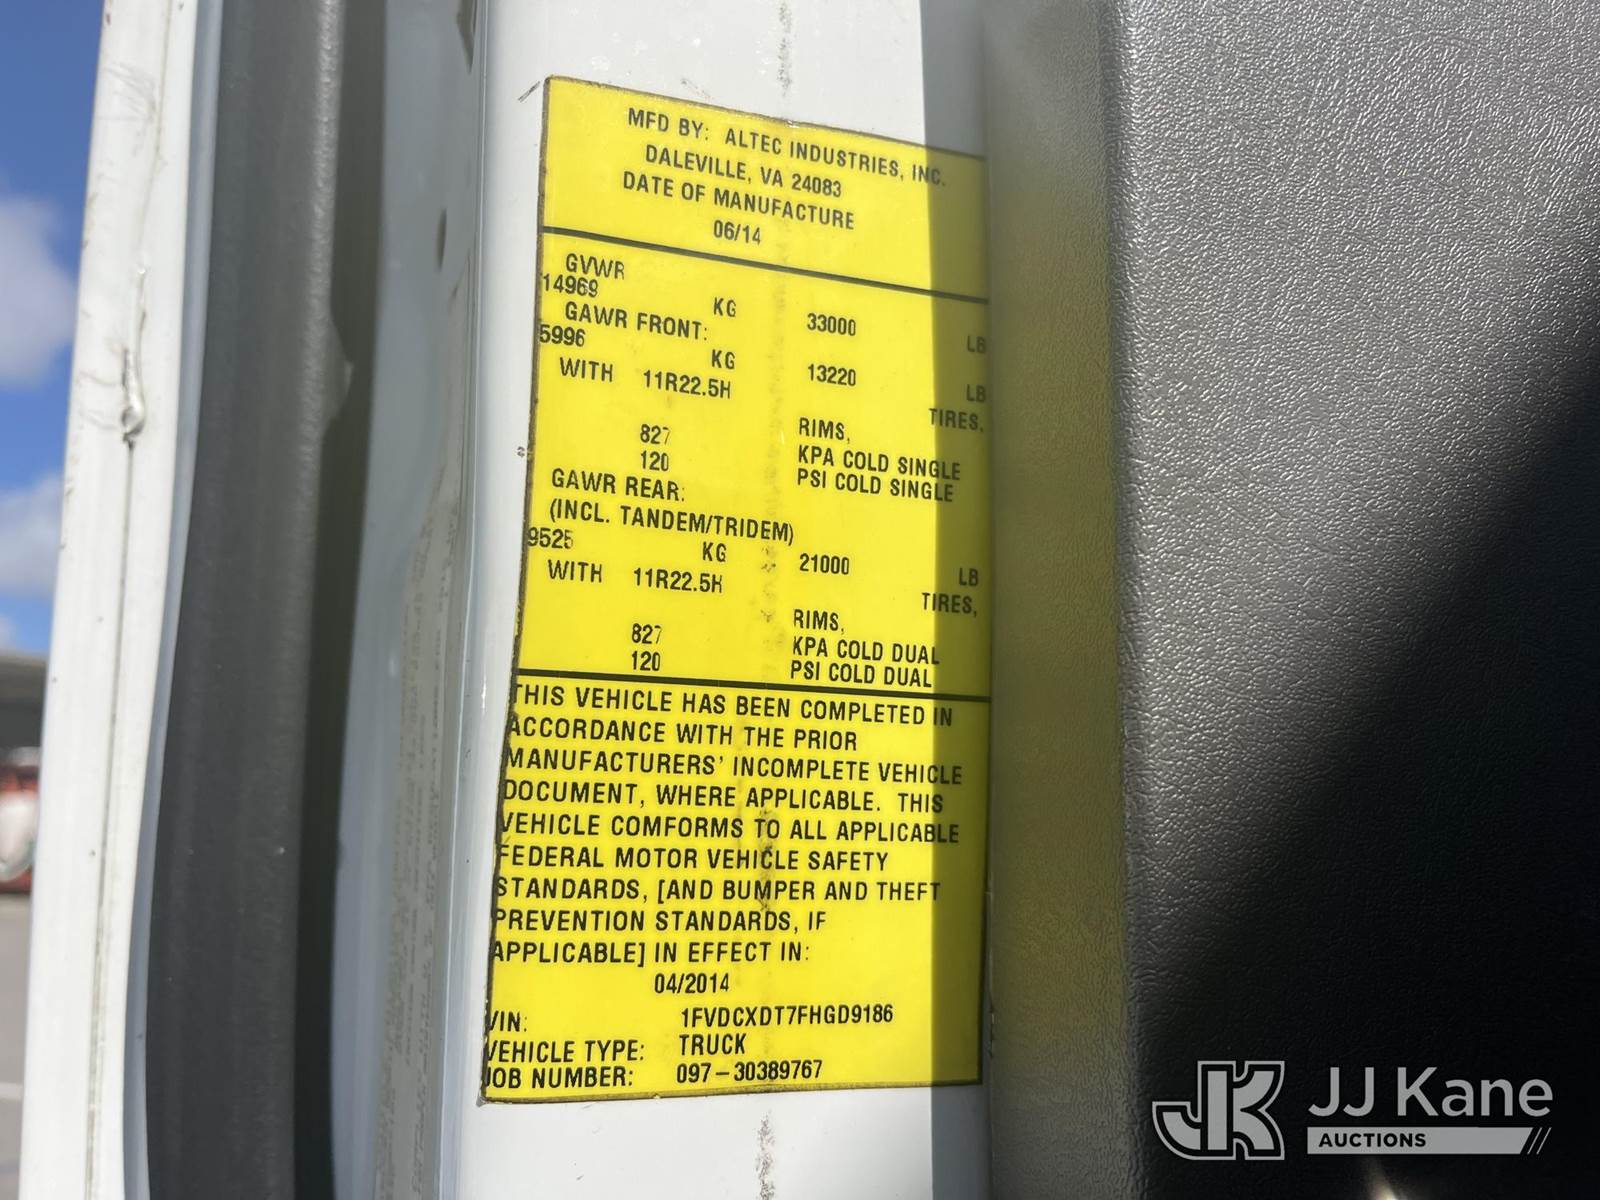 MFD BY: ALTEC INDUSTRIES, INC.
DALEVILLE, VA 24083
DATE OF MANUFACTURE
06/14
GVWR
14969 KG 33000 LB
GAWR FRONT:
5996 KG 13220 LB
WITH 11R22.5H TIRES,
RIMS,
827 KPA COLD SINGLE
120 PSI COLD SINGLE
GAWR REAR:
(INCL. TANDEM/TRIDEM)
9525 KG 21000 LB
WITH 11R22.5H TIRES,
RIMS,
827 KPA COLD DUAL
120 PSI COLD DUAL
THIS VEHICLE HAS BEEN COMPLETED IN
ACCORDANCE WITH THE PRIOR
MANUFACTURERS' INCOMPLETE VEHICLE
DOCUMENT, WHERE APPLICABLE. THIS
VEHICLE COMFORMS TO ALL APPLICABLE
FEDERAL MOTOR VEHICLE SAFETY
STANDARDS, [AND BUMPER AND THEFT
PREVENTION STANDARDS, IF
APPLICABLE] IN EFFECT IN:
04/2014
VIN: 1FVDCXDT7FHGD9186
VEHICLE TYPE: TRUCK
JOB NUMBER: 097-30389767
JK JJ Kane
AUCTIONS